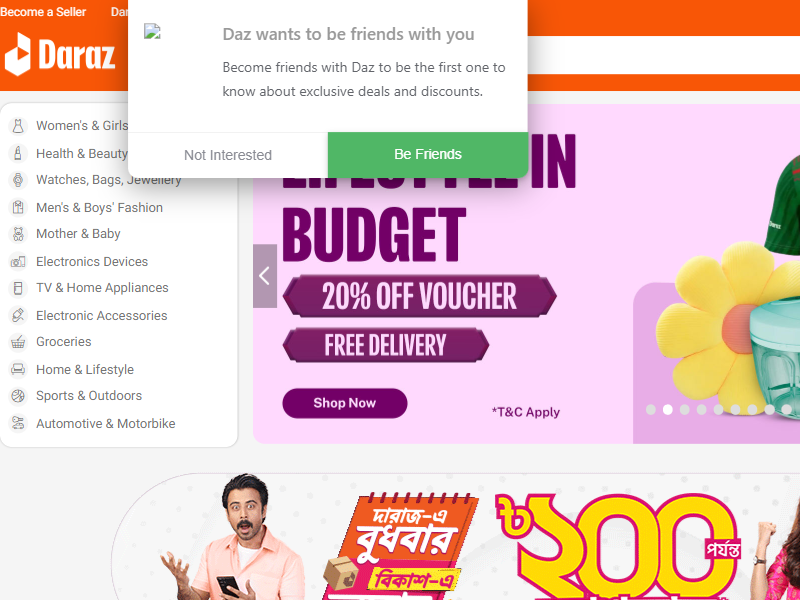 Become a Seller
Daraz
Daz wants to be friends with you
Become friends with Daz to be the first one to
know about exclusive deals and discounts.
Not Interested
Be Friends
Women's & Girls
Health & Beauty
Watches, Bags, Jewellery
Men's & Boys' Fashion
Mother & Baby
Electronics Devices
TV & Home Appliances
Electronic Accessories
Groceries
Home & Lifestyle
Sports & Outdoors
Automotive & Motorbike
IN
BUDGET
20% OFF VOUCHER
FREE DELIVERY
Shop Now
*T&C Apply
দারাজ-এ
বুধবার
বিকাশ-এ
৳২০০
পর্যন্ত